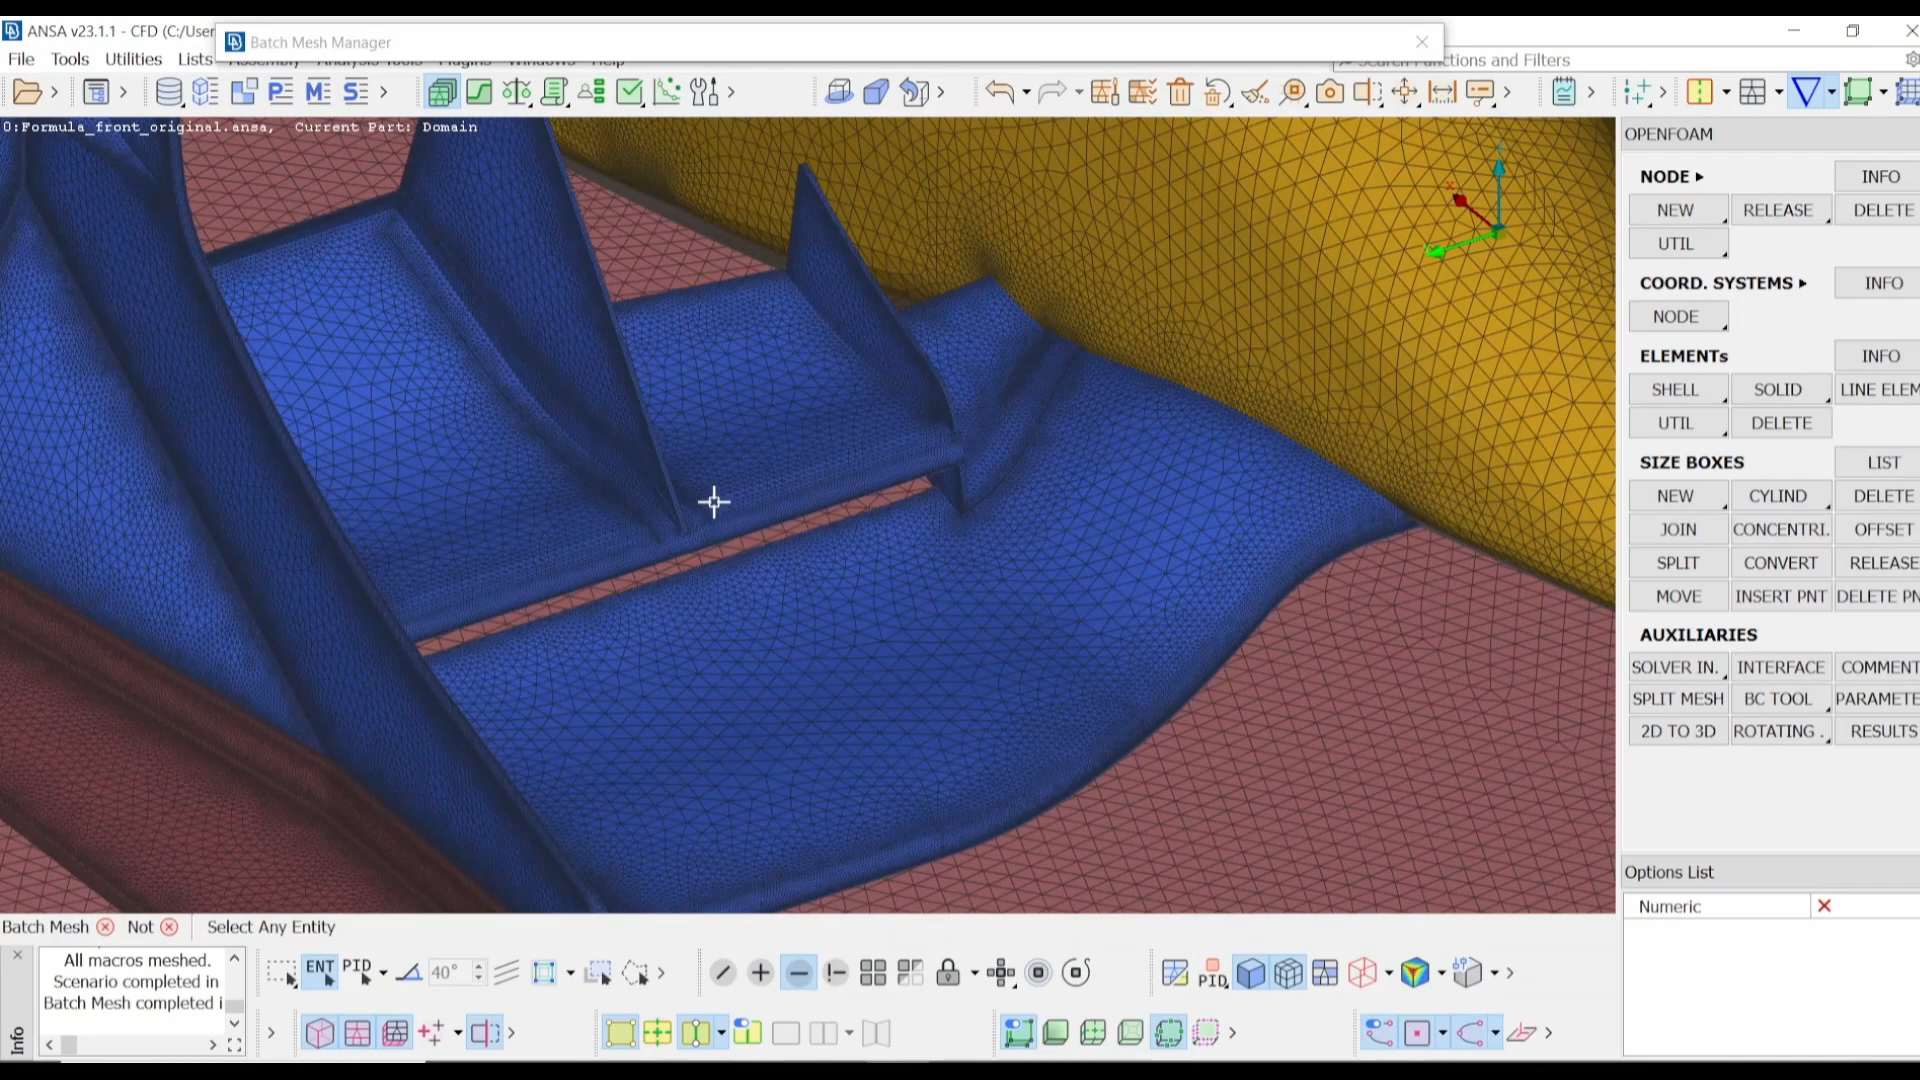 ANSA v23.1.1 - CFD (C:/User
Batch Mesh Manager
File Tools Utilities Lists Assembly Analysis Tools Plugins Windows Help
Search Functions and Filters
0:Formula_front_original.ansa, Current Part: Domain
OPENFOAM
NODE INFO
NEW RELEASE DELETE
UTIL
COORD. SYSTEMS INFO
NODE
ELEMENTs INFO
SHELL SOLID LINE ELEM
UTIL DELETE
SIZE BOXES LIST
NEW CYLIND DELETE
JOIN CONCENTRI. OFFSET
SPLIT CONVERT RELEASE
MOVE INSERT PNT DELETE PN
AUXILIARIES
SOLVER IN. INTERFACE COMMENT
SPLIT MESH BC TOOL PARAMETE
2D TO 3D ROTATING . RESULTS
Options List
Numeric
Batch Mesh Not Select Any Entity
All macros meshed.
Scenario completed in
Batch Mesh completed i
Info
ENT PID 40° PID